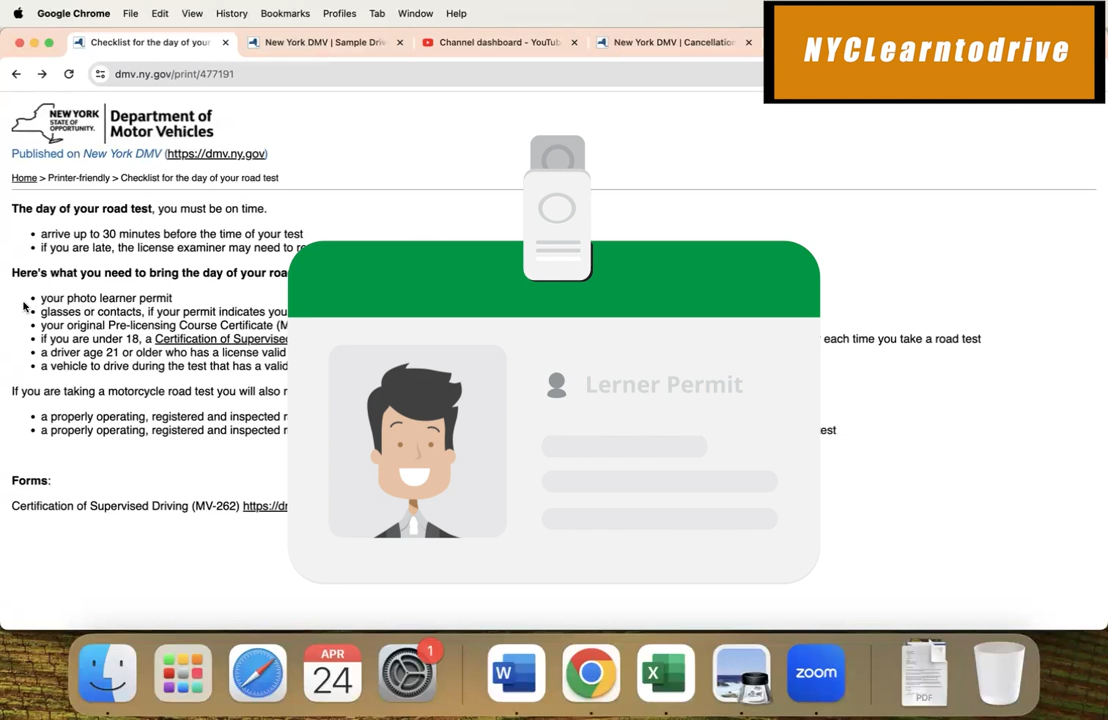 Google Chrome File Edit View History Bookmarks Profiles Tab Window Help
NYCLearntodrive
Checklist for the day of your
New York DMV | Sample Dri
Channel dashboard - YouTub
New York DMV | Cancellation
dmv.ny.gov/print/477191
NEW YORK
STATE OF
OPPORTUNITY.
Department of
Motor Vehicles
Published on New York DMV (https://dmv.ny.gov)
Home > Printer-friendly > Checklist for the day of your road test
The day of your road test, you must be on time.
• arrive up to 30 minutes before the time of your test
• if you are late, the license examiner may need to
Here's what you need to bring the day of your
• your photo learner permit
• glasses or contacts, if your permit indicates you
• your original Pre-licensing Course Certificate
• if you are under 18, a Certification of Supervised each time you take a road test
• a driver age 21 or older who has a license valid
• a vehicle to drive during the test that has a valid
If you are taking a motorcycle road test you will also
• a properly operating, registered and inspected
• a properly operating, registered and inspected
Lerner Permit
Forms:
Certification of Supervised Driving (MV-262)
APR
24
1
W
X
zoom
PDF